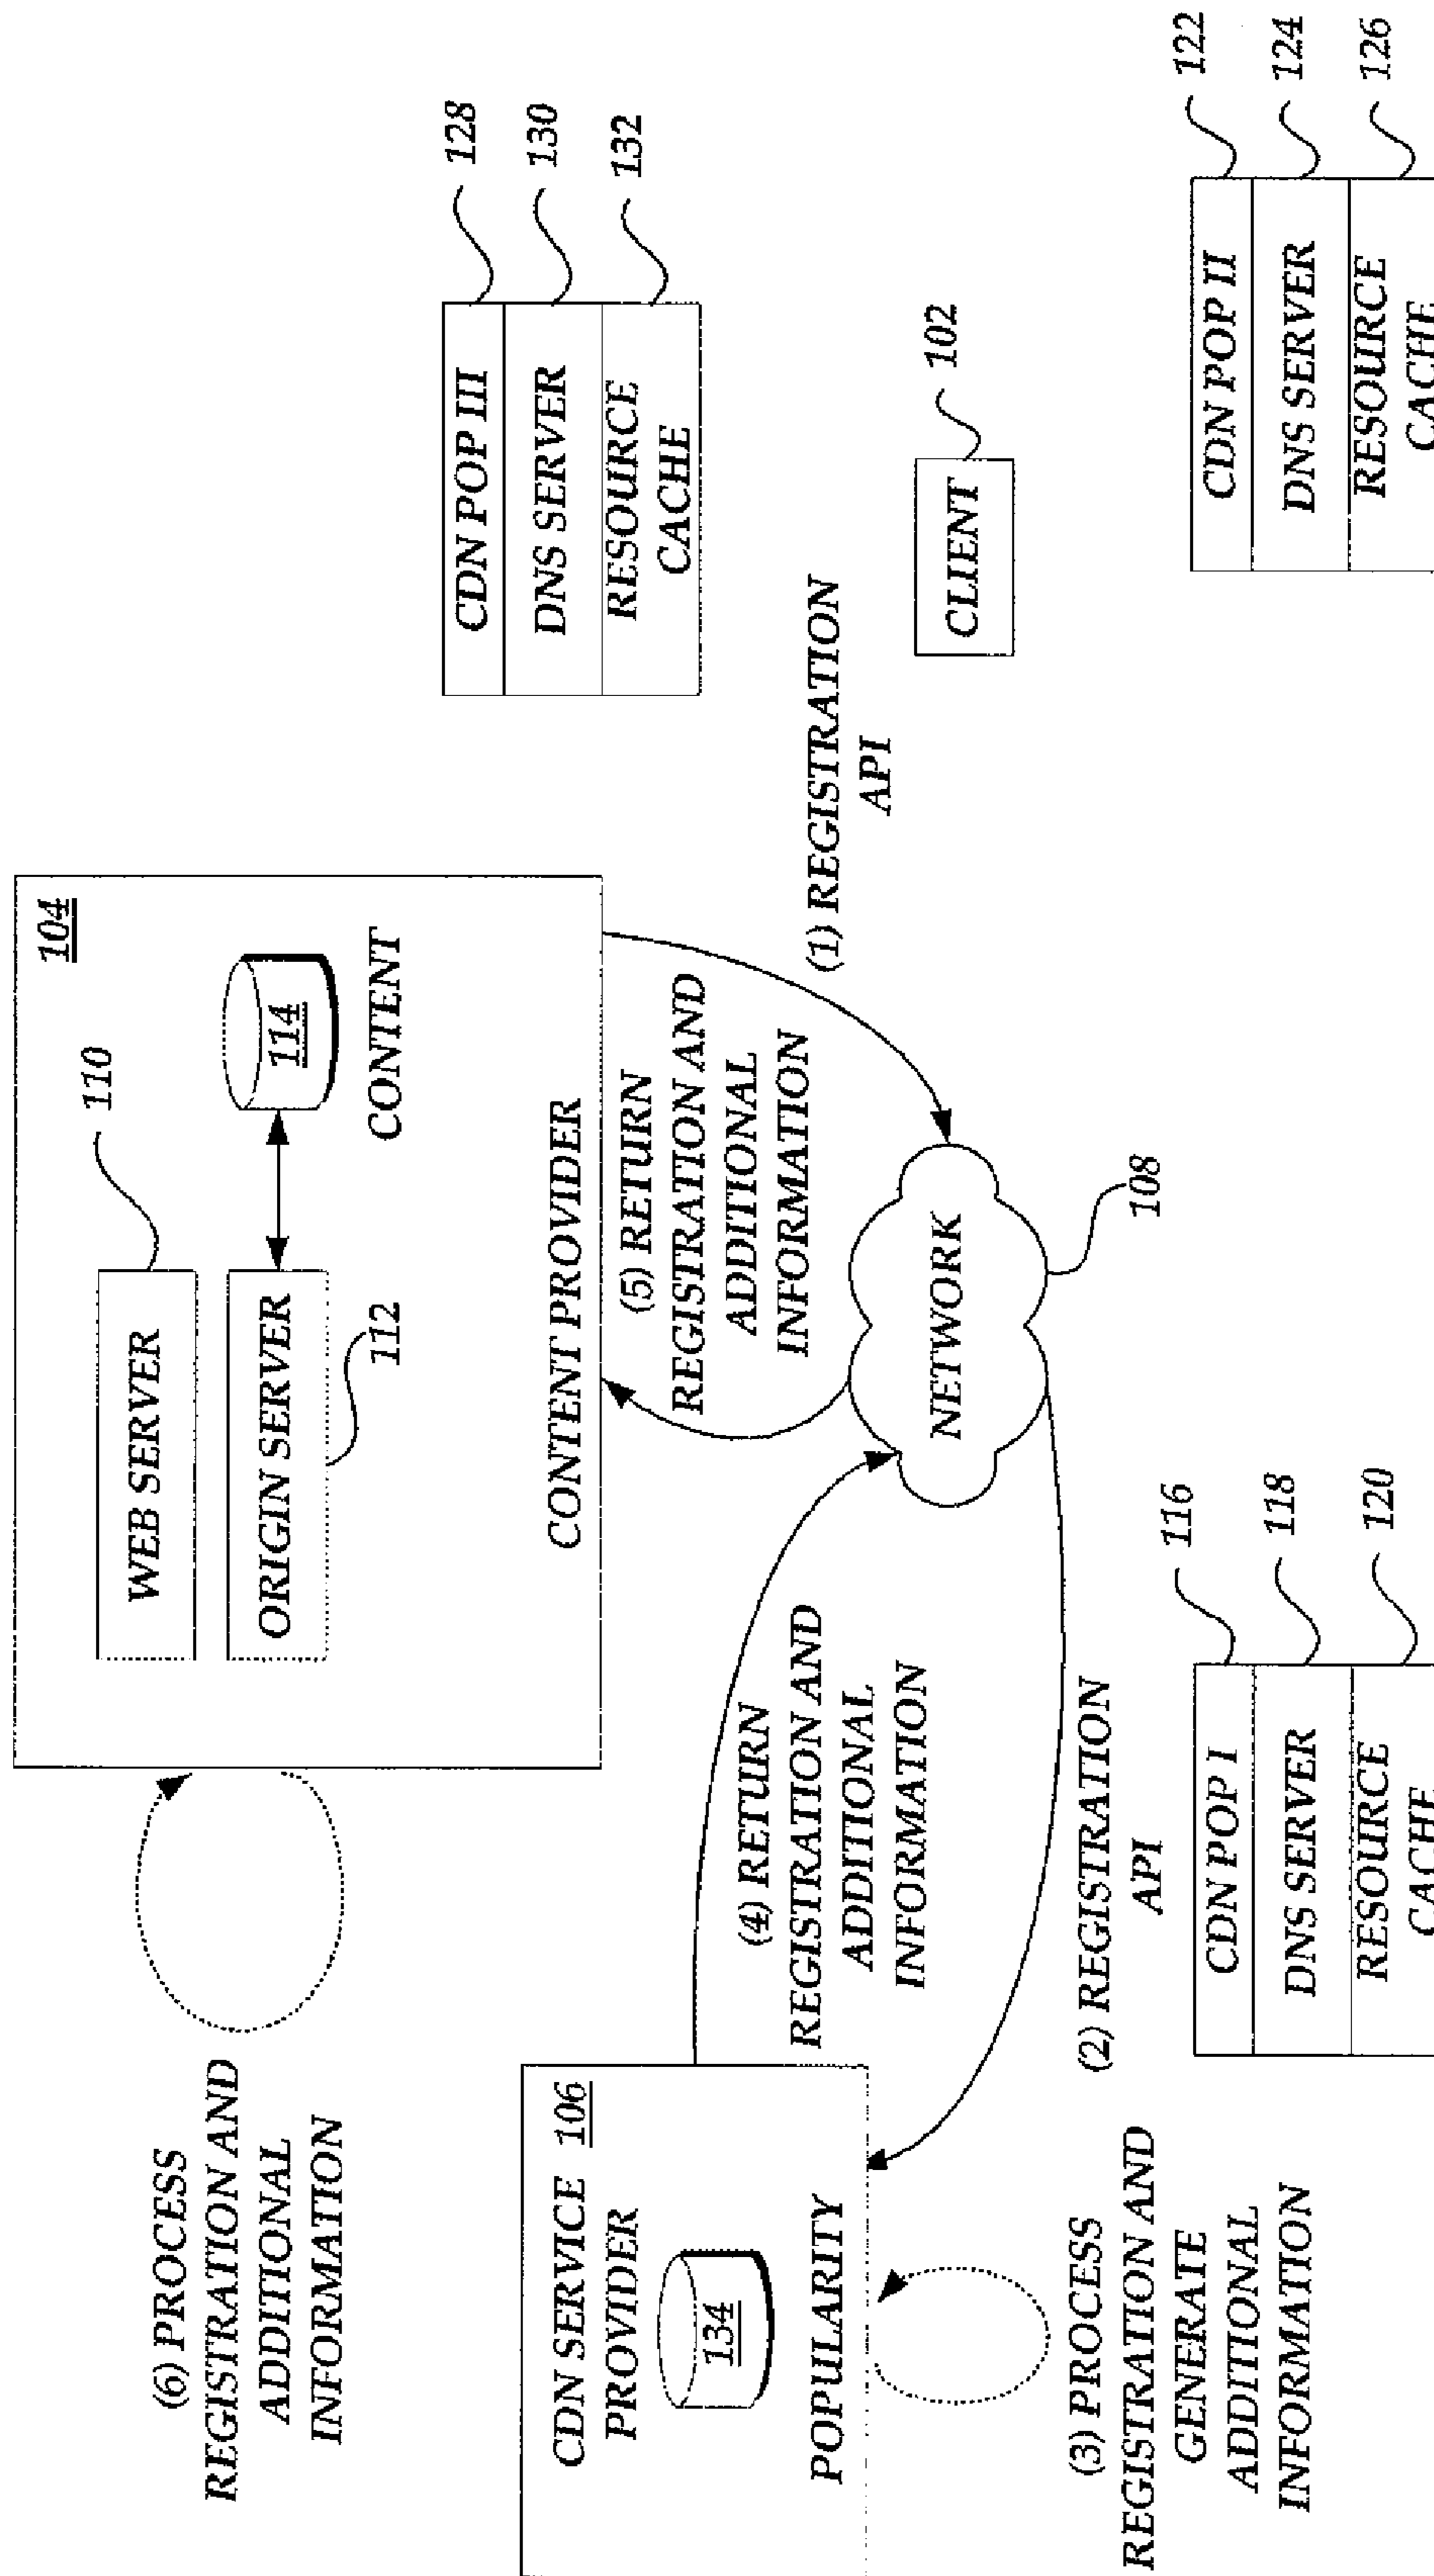 (6) PROCESS
REGISTRATION AND
ADDITIONAL
INFORMATION
104
WEB SERVER
110
ORIGIN SERVER
112
114
CONTENT
CONTENT PROVIDER
CDN SERVICE
PROVIDER
106
134
POPULARITY
(3) PROCESS
REGISTRATION AND
GENERATE
ADDITIONAL
INFORMATION
(4) RETURN
REGISTRATION AND
ADDITIONAL
INFORMATION
(5) RETURN
REGISTRATION AND
ADDITIONAL
INFORMATION
NETWORK
108
(1) REGISTRATION
API
(2) REGISTRATION
API
CDN POP III
128
DNS SERVER
130
RESOURCE
CACHE
132
CLIENT
102
CDN POP I
116
DNS SERVER
118
RESOURCE
CACHE
120
CDN POP II
122
DNS SERVER
124
RESOURCE
CACHE
126